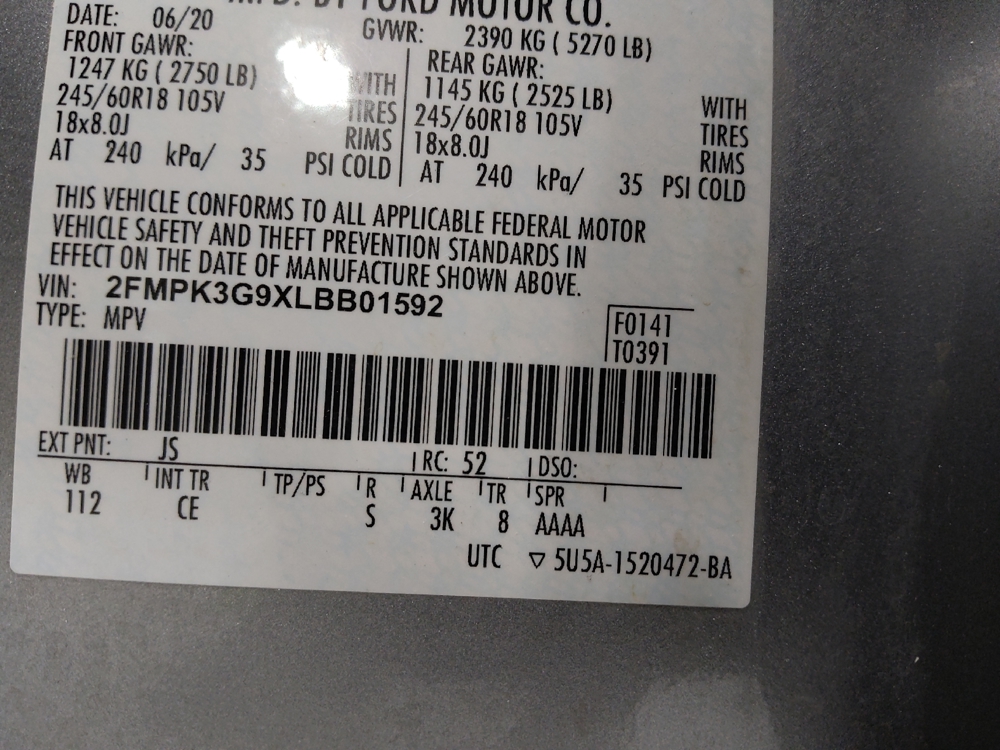 MFD. BY FORD MOTOR CO.
DATE: 06/20 GVWR: 2390 KG ( 5270 LB)
FRONT GAWR: REAR GAWR:
1247 KG ( 2750 LB) WITH 1145 KG ( 2525 LB) WITH
245/60R18 105V TIRES 245/60R18 105V TIRES
18x8.0J RIMS 18x8.0J RIMS
AT 240 kPa/ 35 PSI COLD AT 240 kPa/ 35 PSI COLD
THIS VEHICLE CONFORMS TO ALL APPLICABLE FEDERAL MOTOR
VEHICLE SAFETY AND THEFT PREVENTION STANDARDS IN
EFFECT ON THE DATE OF MANUFACTURE SHOWN ABOVE.
VIN: 2FMPK3G9XLBB01592
TYPE: MPV
F0141
T0391
EXT PNT: JS RC: 52 DSO:
WB INT TR TP/PS R AXLE TR SPR
112 CE S 3K 8 AAAA
UTC ▽ 5U5A-1520472-BA